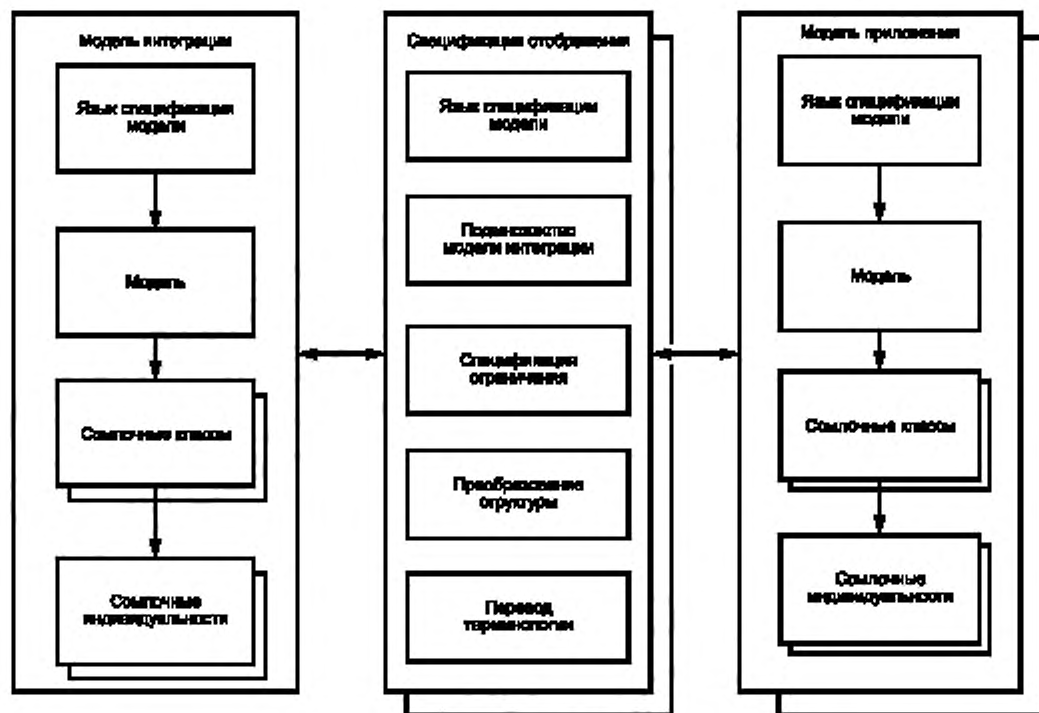 Модель интеграции
Язык спецификации
модели
Модель
Ссылочные классы
Ссылочные
индивидуальности
Спецификация отображения
Язык спецификации
модели
Подмножество
модели интеграции
Спецификация
ограничения
Преобразование
структуры
Перевод
терминологии
Модель приложения
Язык спецификации
модели
Модель
Ссылочные классы
Ссылочные
индивидуальности